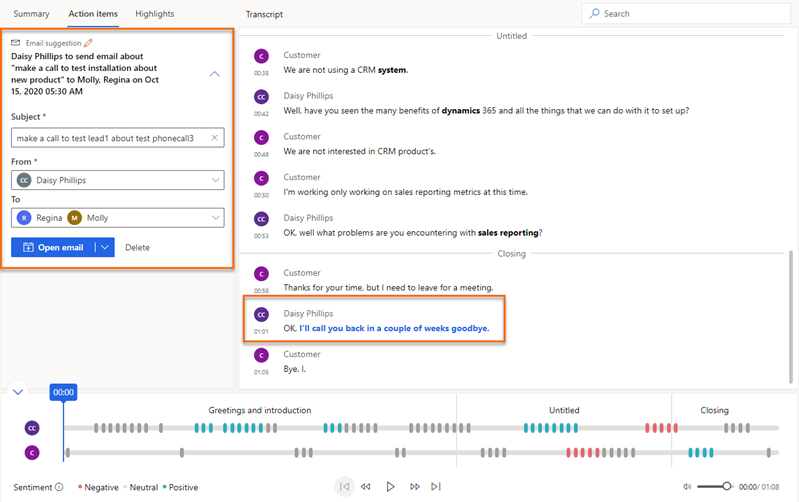 Summary Action items Highlights Transcript Search
Email suggestion
Daisy Phillips to send email about
"make a call to test installation about
new product" to Molly, Regina on Oct
15, 2020 05:30 AM
Subject *
make a call to test lead1 about test phonecall3
From *
CC Daisy Phillips
To
R Regina M Molly
Open email Delete
Untitled
C Customer
00:38 We are not using a CRM system.
CC Daisy Phillips
00:42 Well, have you seen the many benefits of dynamics 365 and all the things that we can do with it to set up?
C Customer
00:46 We are not interested in CRM product's.
C Customer
00:50 I'm working only working on sales reporting metrics at this time.
CC Daisy Phillips
00:53 OK, well what problems are you encountering with sales reporting?
Closing
C Customer
00:58 Thanks for your time, but I need to leave for a meeting.
CC Daisy Phillips
01:01 OK, I'll call you back in a couple of weeks goodbye.
C Customer
01:05 Bye. I.
00:00
Greetings and introduction Untitled Closing
CC
C
Sentiment Negative Neutral Positive 00:00 / 01:08